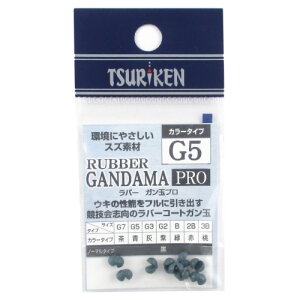 TSURIKEN
環境にやさしい
スズ素材
カラータイプ
G5
RUBBER
GANDAMA PRO
ラバー ガン玉プロ
ウキの性能をフルに引き出す
競技会志向のラバーコートガン玉
サイズ タイプ G7 G5 G3 G2 B 2B 3B
カラータイプ 茶 青 灰 紫 緑 赤 桃
ノーマルタイプ 黒